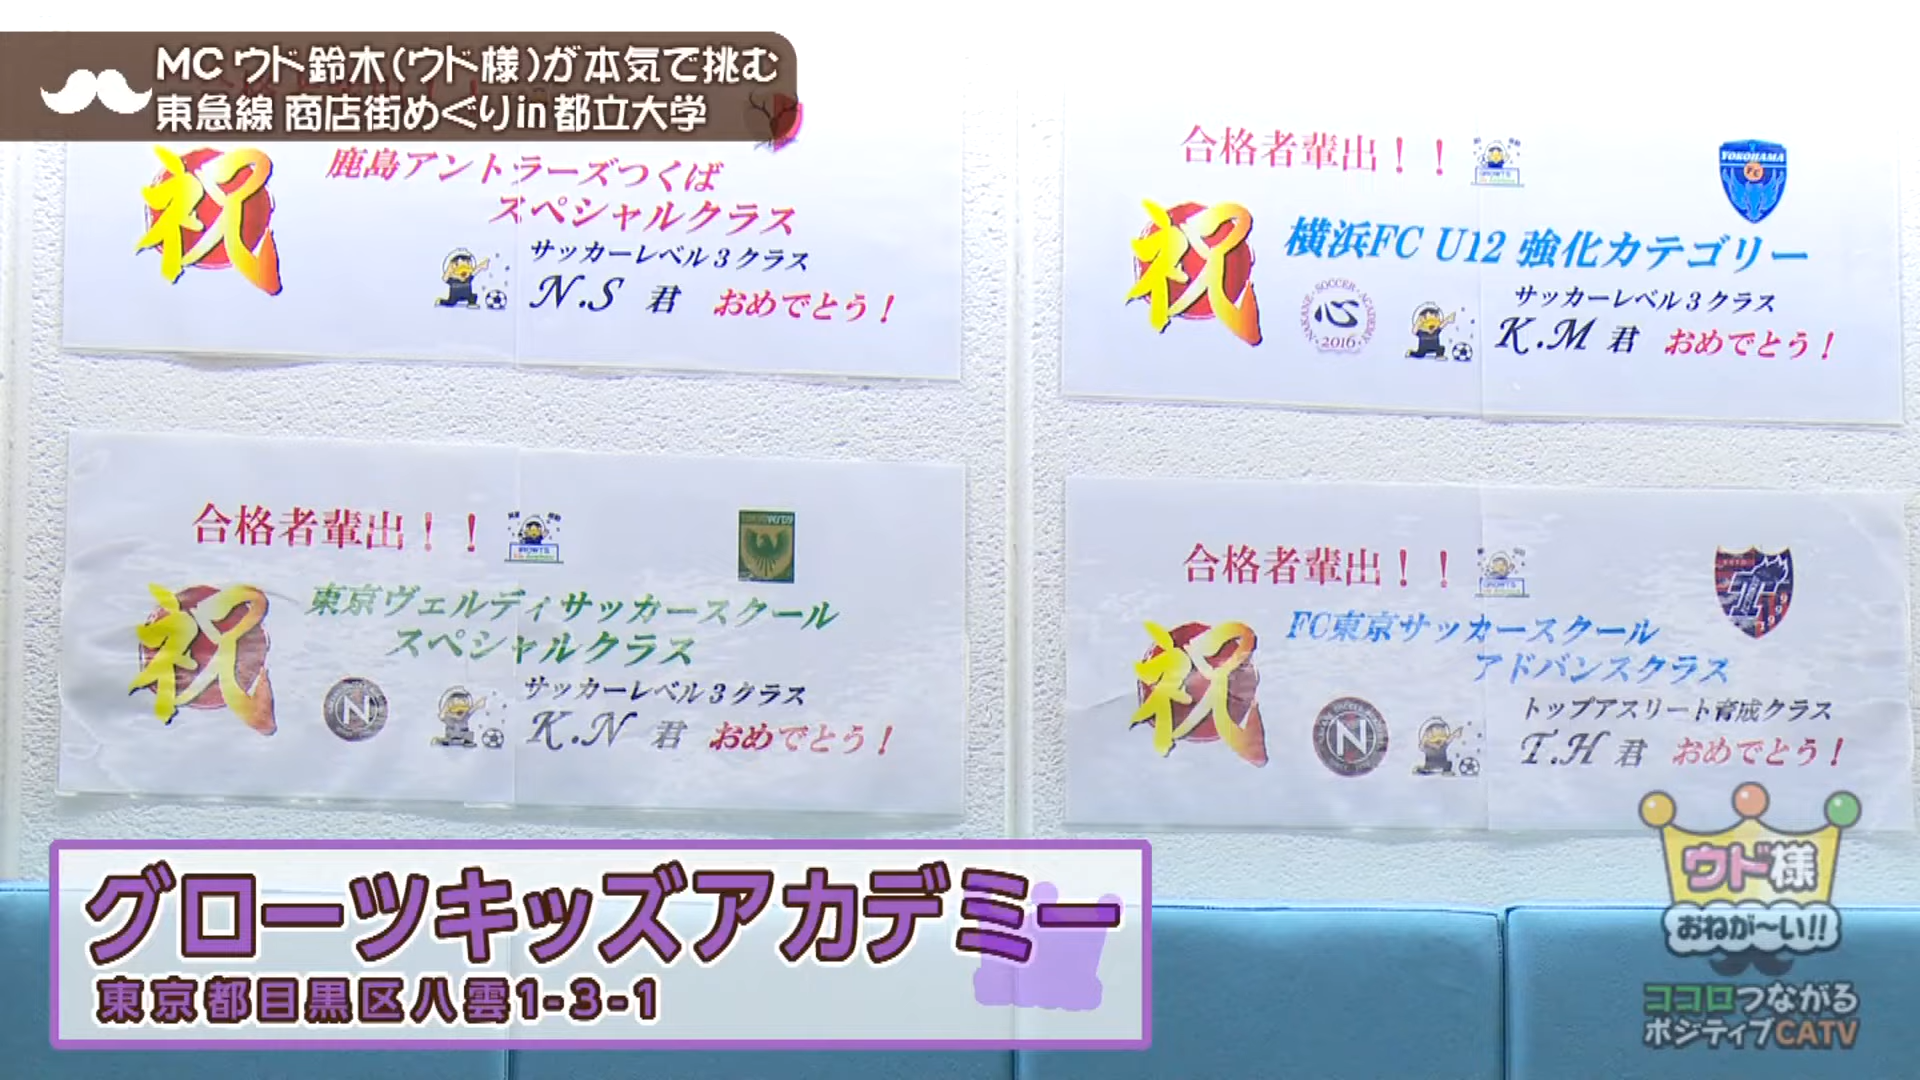 MCウド鈴木(ウド様)が本気で挑む
東急線 商店街めぐりin都立大学
鹿島アントラーズつくば
スペシャルクラス
サッカーレベル3クラス
祝
N.S 君 おめでとう!
合格者輩出!!
YOKOHAMA
FC
横浜FC U12 強化カテゴリー
サッカーレベル3クラス
祝
NAKANE・SOCCER・ACADEMY
心
2016
K.M 君 おめでとう!
合格者輩出!!
東京ヴェルディサッカースクール
スペシャルクラス
サッカーレベル3クラス
祝
N
K.N 君 おめでとう!
合格者輩出!!
FC東京サッカースクール
アドバンスクラス
トップアスリート育成クラス
祝
N
T.H 君 おめでとう!
グローツキッズアカデミー
東京都目黒区八雲1-3-1
ウド様
おねが〜い!!
ココロつながる
ポジティブCATV